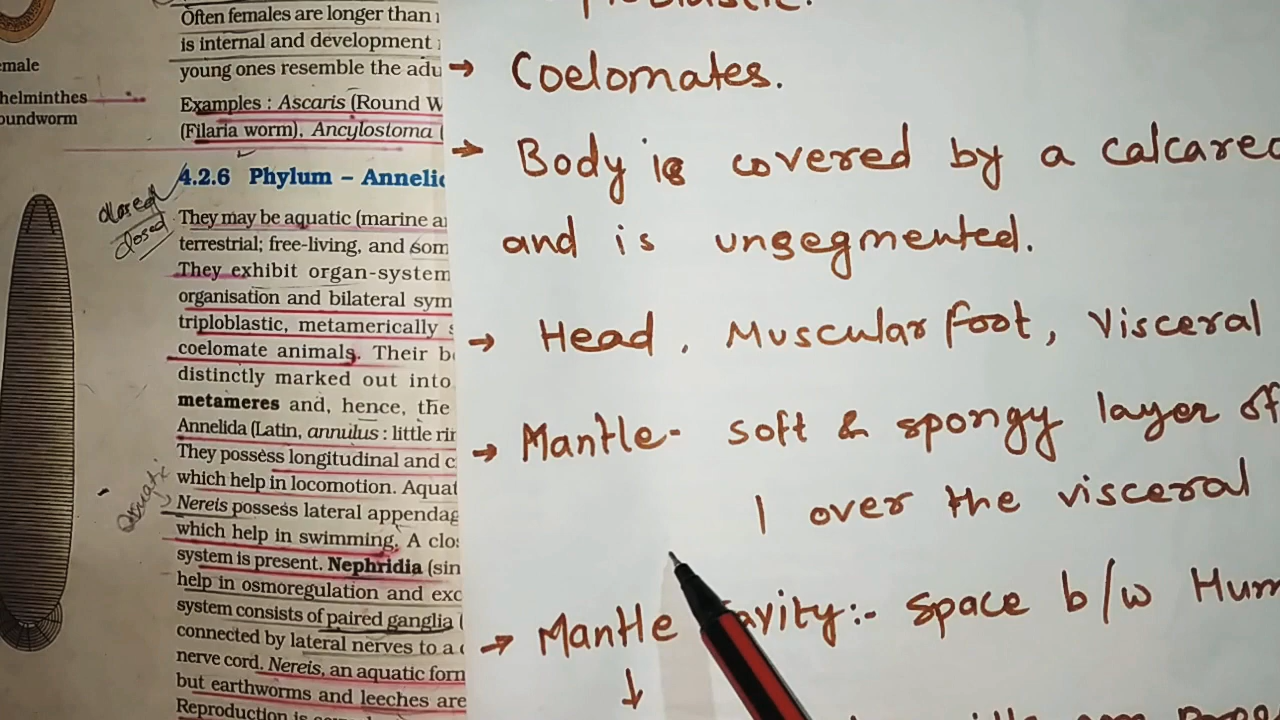 Often females are longer than
is internal and development
young ones resemble the adu
Examples : Ascaris (Round W
(Filaria worm), Ancylostoma (
male
helminthes
oundworm
4.2.6 Phylum – Annelid
closed
closed
They may be aquatic (marine a
terrestrial; free-living, and som
They exhibit organ-system
organisation and bilateral sym
triploblastic, metamerically s
coelomate animals. Their b
distinctly marked out into
metameres and, hence, the
Annelida (Latin, annulus : little rin
They possess longitudinal and c
which help in locomotion. Aquat
Nereis possess lateral appendag
which help in swimming. A clos
system is present. Nephridia (sin
help in osmoregulation and exc
system consists of paired ganglia (
connected by lateral nerves to a
nerve cord. Nereis, an aquatic form
but earthworms and leeches are
Reproduction is
→ Coelomates.
→ Body is covered by a calcareo
and is unsegmented.
→ Head, Muscular foot, Visceral
→ Mantle - soft & spongy layer of
over the visceral
→ Mantle avity:- space b/w Hum
↓